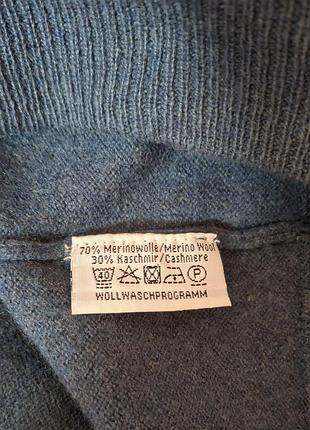 70% Merinowolle/Merino Wool
30% Kaschmir/Cashmere
40 P
WOLLWASCHPROGRAMM